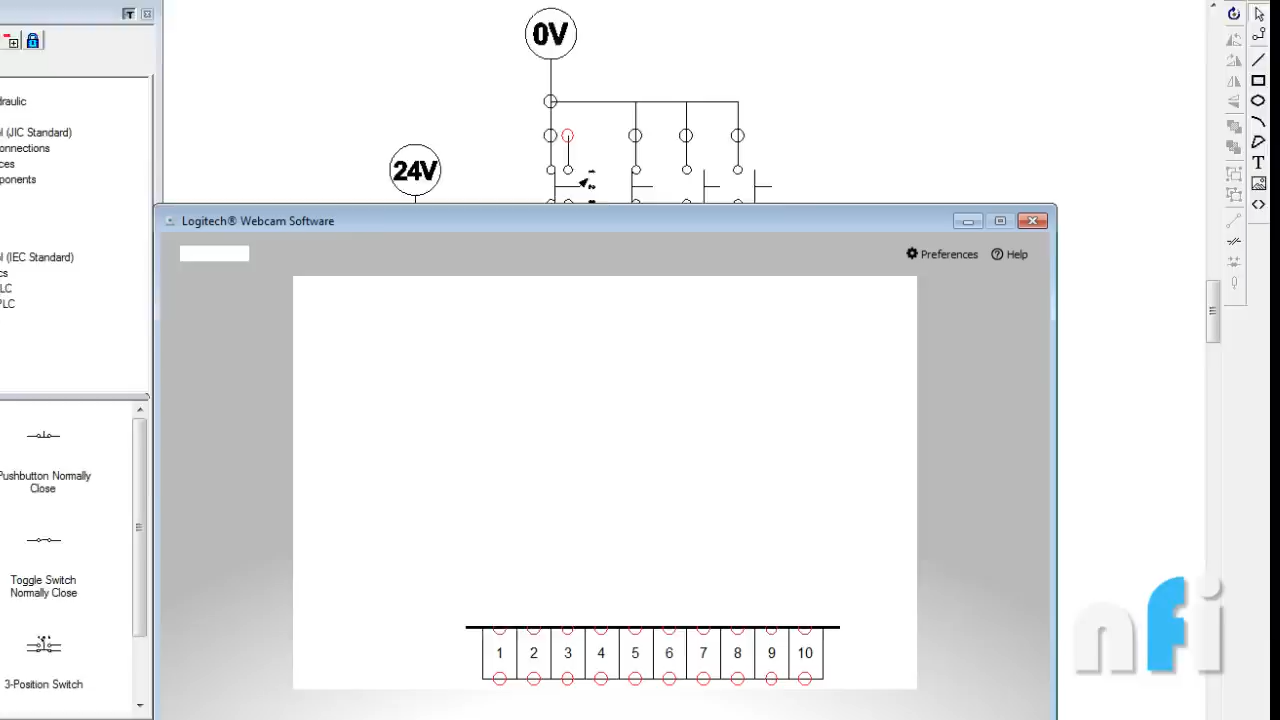 0V
24V
draulic
ol (JIC Standard)
onnections
ces
ponents
ol (IEC Standard)
cs
LC
PLC
Pushbutton Normally
Close
Toggle Switch
Normally Close
3-Position Switch
Logitech® Webcam Software
Preferences
Help
1 2 3 4 5 6 7 8 9 10
nfi